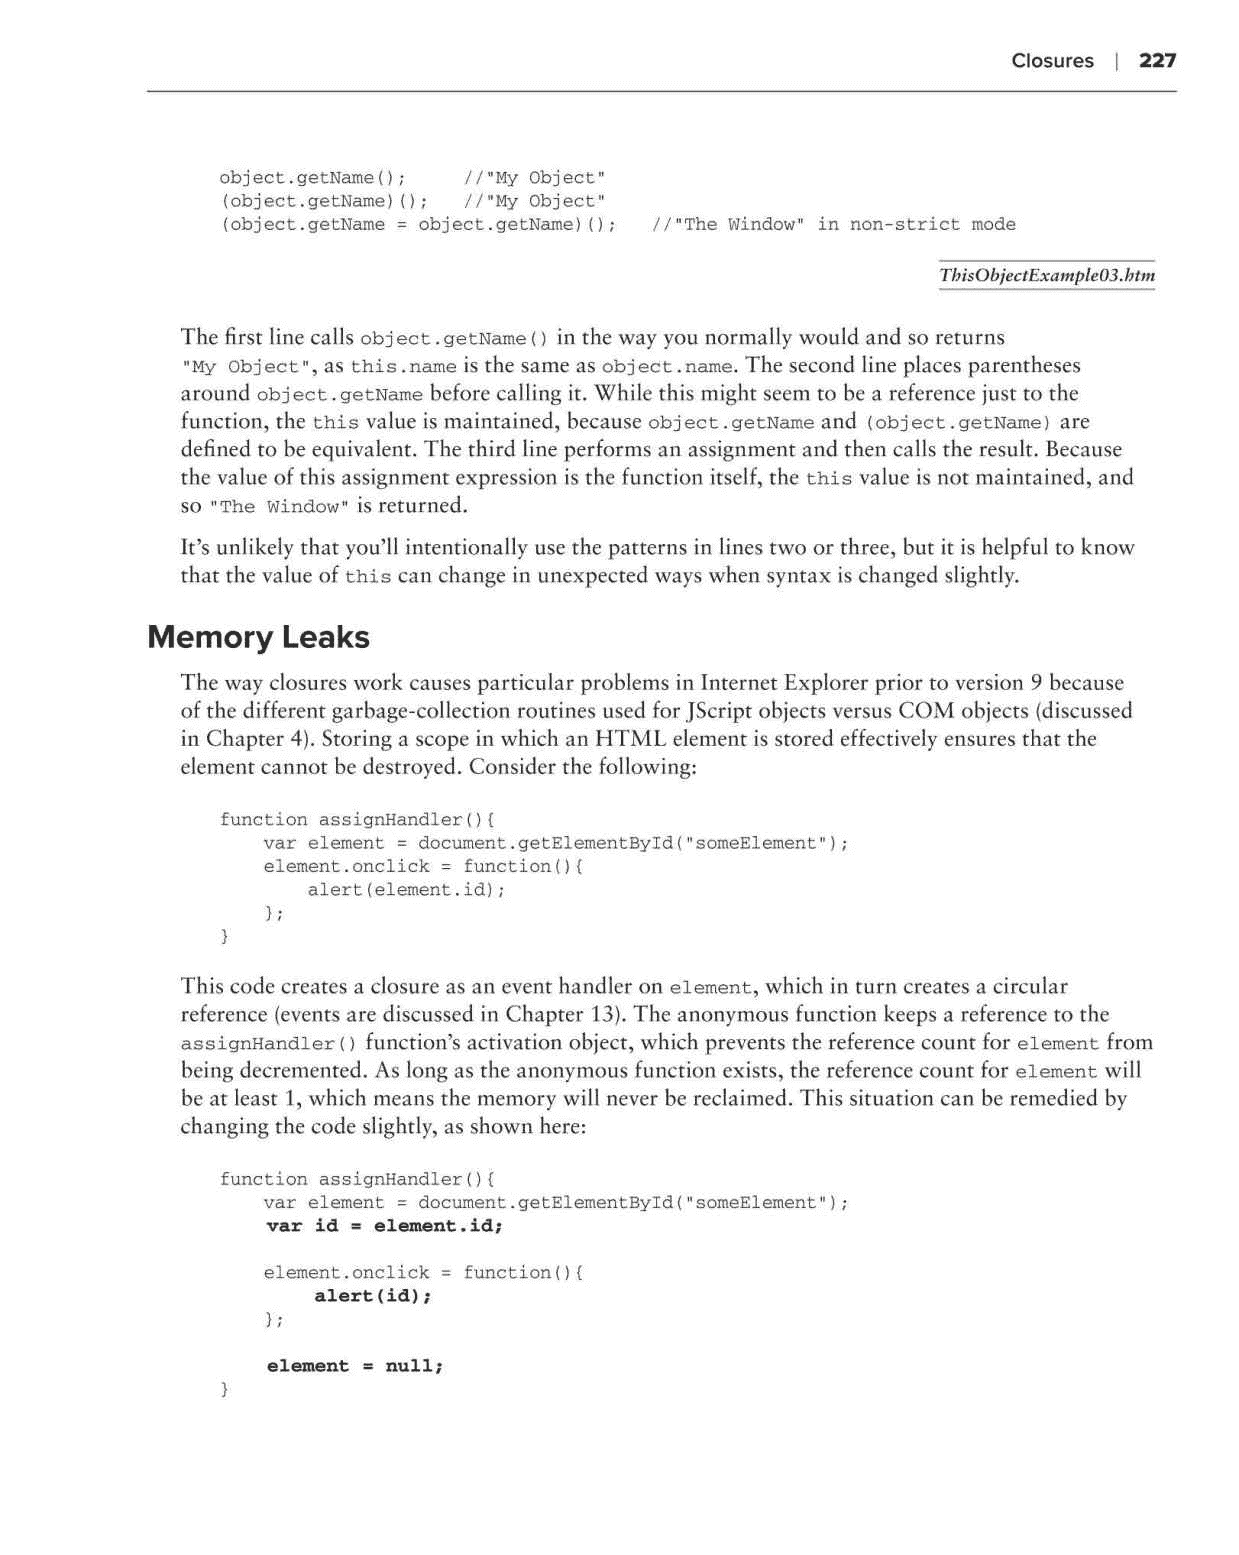 Closures | 227
object.getName();     //"My Object"
(object.getName)();   //"My Object"
(object.getName = object.getName)();   //"The Window" in non-strict mode
ThisObjectExample03.htm
The first line calls object.getName() in the way you normally would and so returns
"My Object", as this.name is the same as object.name. The second line places parentheses
around object.getName before calling it. While this might seem to be a reference just to the
function, the this value is maintained, because object.getName and (object.getName) are
defined to be equivalent. The third line performs an assignment and then calls the result. Because
the value of this assignment expression is the function itself, the this value is not maintained, and
so "The Window" is returned.
It's unlikely that you'll intentionally use the patterns in lines two or three, but it is helpful to know
that the value of this can change in unexpected ways when syntax is changed slightly.
Memory Leaks
The way closures work causes particular problems in Internet Explorer prior to version 9 because
of the different garbage-collection routines used for JScript objects versus COM objects (discussed
in Chapter 4). Storing a scope in which an HTML element is stored effectively ensures that the
element cannot be destroyed. Consider the following:
function assignHandler(){
    var element = document.getElementById("someElement");
    element.onclick = function(){
        alert(element.id);
    };
}
This code creates a closure as an event handler on element, which in turn creates a circular
reference (events are discussed in Chapter 13). The anonymous function keeps a reference to the
assignHandler() function's activation object, which prevents the reference count for element from
being decremented. As long as the anonymous function exists, the reference count for element will
be at least 1, which means the memory will never be reclaimed. This situation can be remedied by
changing the code slightly, as shown here:
function assignHandler(){
    var element = document.getElementById("someElement");
    var id = element.id;
    element.onclick = function(){
        alert(id);
    };
    element = null;
}